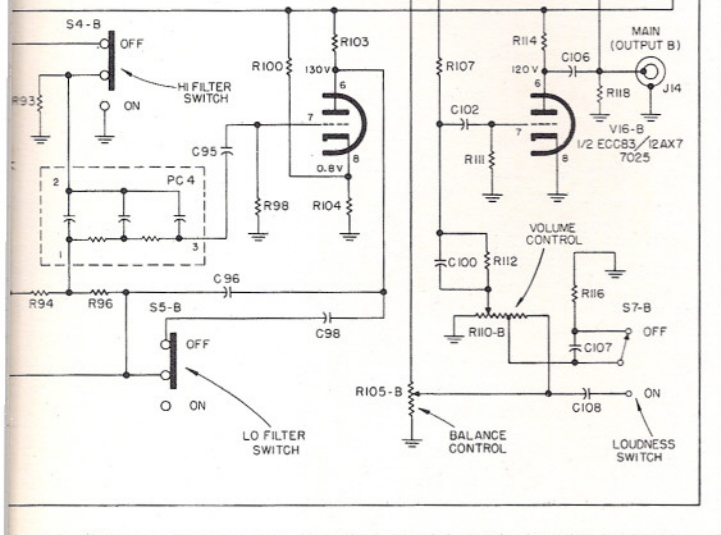 S4-B
OFF
HI FILTER
SWITCH
ON
R93
R103
R100
130V
6
7
8
0.8V
C95
R98
R104
PC 4
2
1
3
R94
R96
C96
S5-B
C98
OFF
ON
LO FILTER
SWITCH
R107
C102
R111
R114
120V
6
7
8
C106
R118
MAIN
(OUTPUT B)
J14
V16-B
1/2 ECC83/12AX7
7025
C100
R112
VOLUME
CONTROL
R110-B
R116
S7-B
OFF
C107
R105-B
C108
ON
BALANCE
CONTROL
LOUDNESS
SWITCH